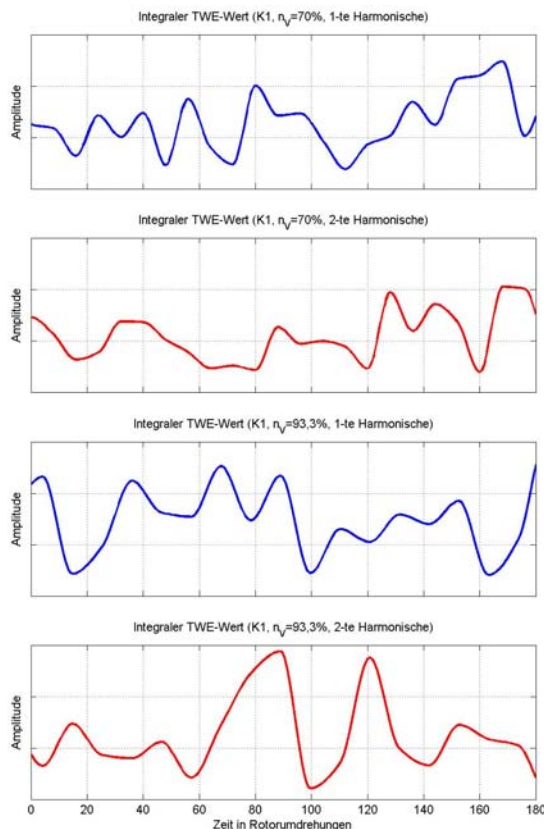 Integraler TWE-Wert (K1, nV=70%, 1-te Harmonische)
Amplitude
Integraler TWE-Wert (K1, nV=70%, 2-te Harmonische)
Amplitude
Integraler TWE-Wert (K1, nV=93,3%, 1-te Harmonische)
Amplitude
Integraler TWE-Wert (K1, nV=93,3%, 2-te Harmonische)
Amplitude
0 20 40 60 80 100 120 140 160 180
Zeit in Rotorumdrehungen